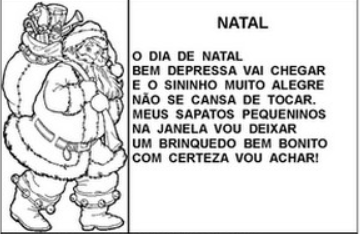 NATAL
O DIA DE NATAL
BEM DEPRESSA VAI CHEGAR
E O SININHO MUITO ALEGRE
NÃO SE CANSA DE TOCAR.
MEUS SAPATOS PEQUENINOS
NA JANELA VOU DEIXAR
UM BRINQUEDO BEM BONITO
COM CERTEZA VOU ACHAR!